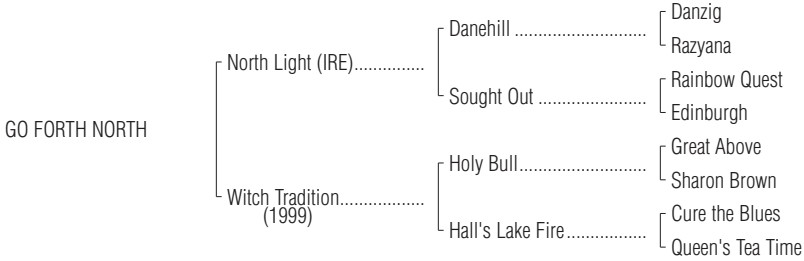 Danzig
Danehill ..........................
Razyana
North Light (IRE)...............
Rainbow Quest
Sought Out .....................
Edinburgh
GO FORTH NORTH
Great Above
Holy Bull.........................
Sharon Brown
Witch Tradition..................
(1999)
Cure the Blues
Hall's Lake Fire................
Queen's Tea Time